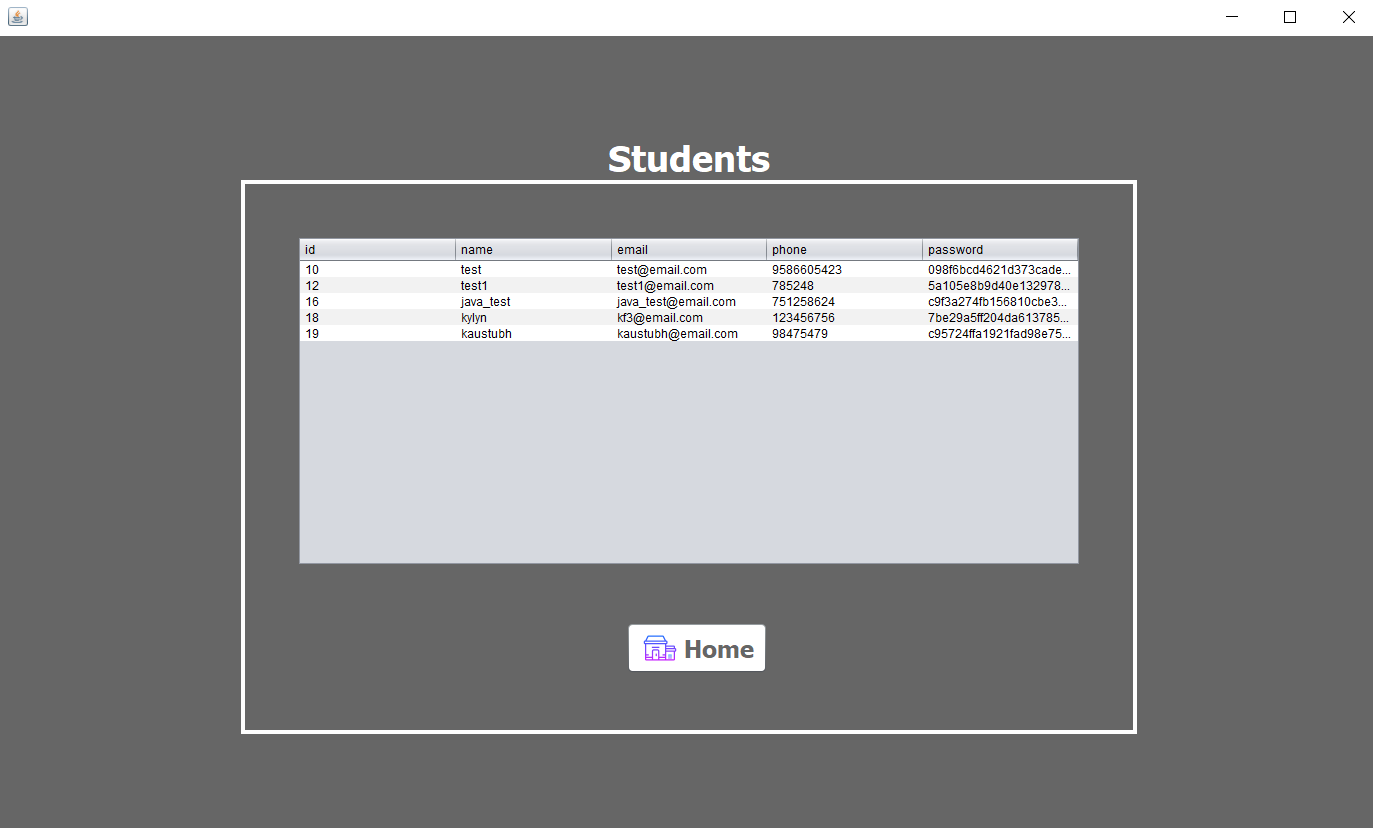 Students
id name email phone password
10 test test@email.com 9586605423 098f6bcd4621d373cade...
12 test1 test1@email.com 785248 5a105e8b9d40e132978...
16 java_test java_test@email.com 751258624 c9f3a274fb156810cbe3...
18 kylyn kf3@email.com 123456756 7be29a5ff204da613785...
19 kaustubh kaustubh@email.com 98475479 c95724ffa1921fad98e75...
Home